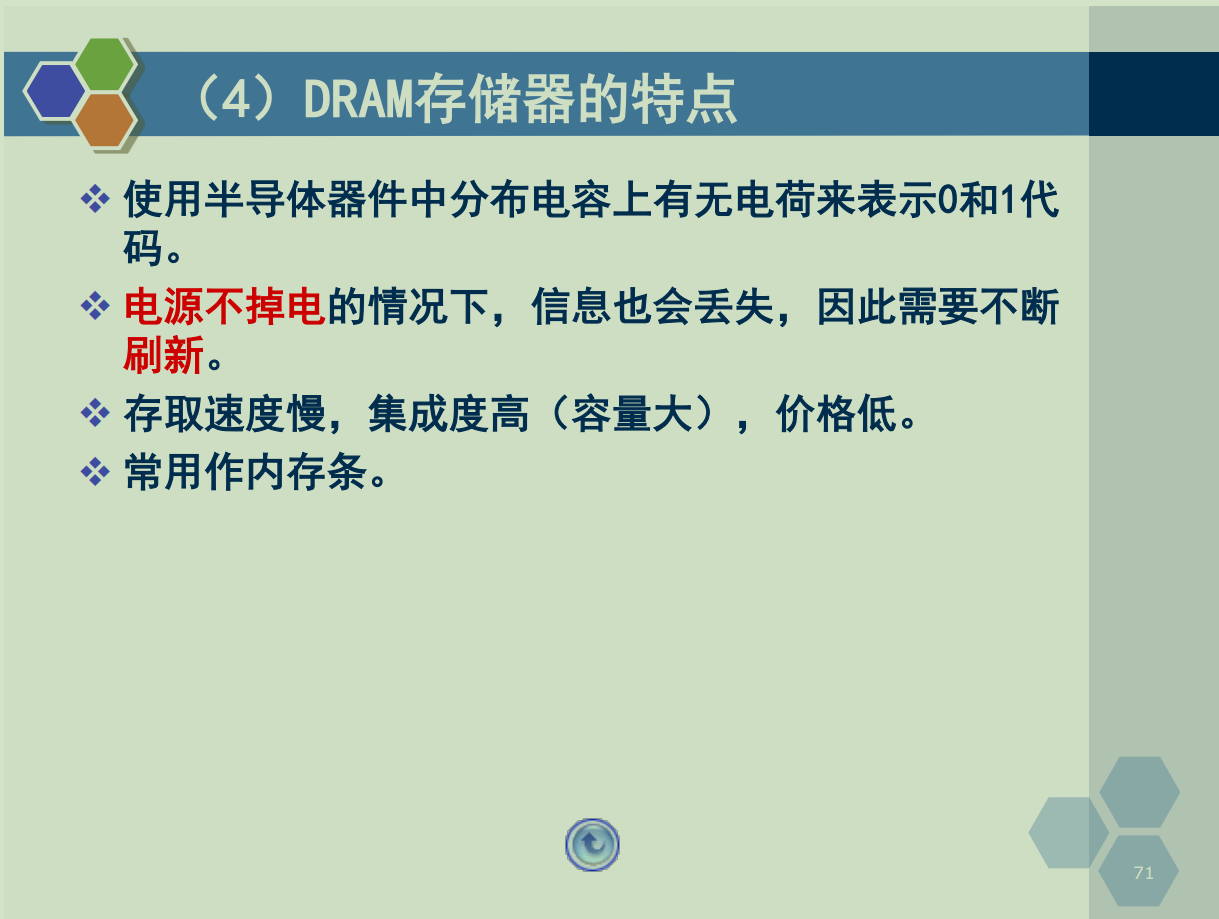 （4）DRAM存储器的特点
使用半导体器件中分布电容上有无电荷来表示0和1代
码。
电源不掉电的情况下，信息也会丢失，因此需要不断
刷新。
存取速度慢，集成度高（容量大），价格低。
常用作内存条。
71